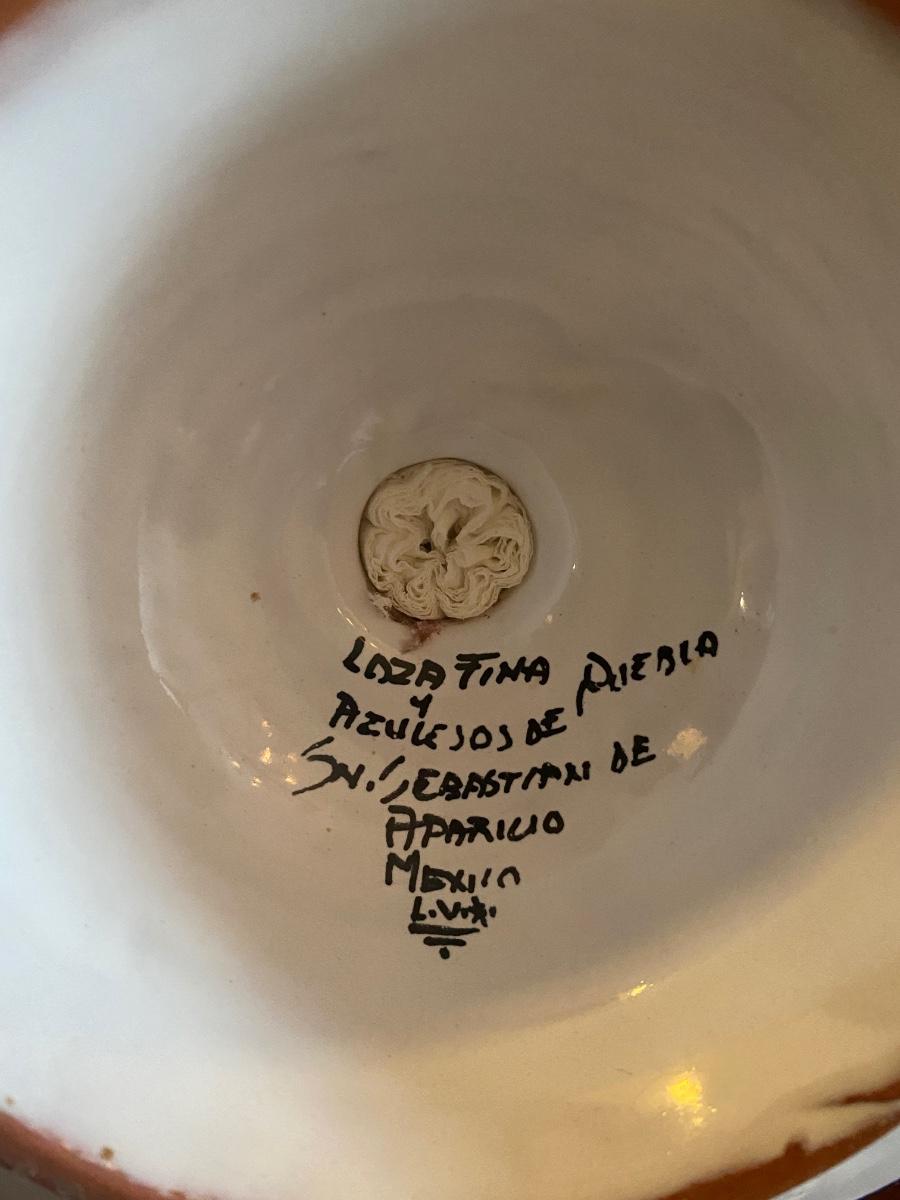 LOZA FINA
Y
AZULEJOS DE PUEBLA
SN. SEBASTIAN DE
APARICIO
MEXICO
L.V.A.